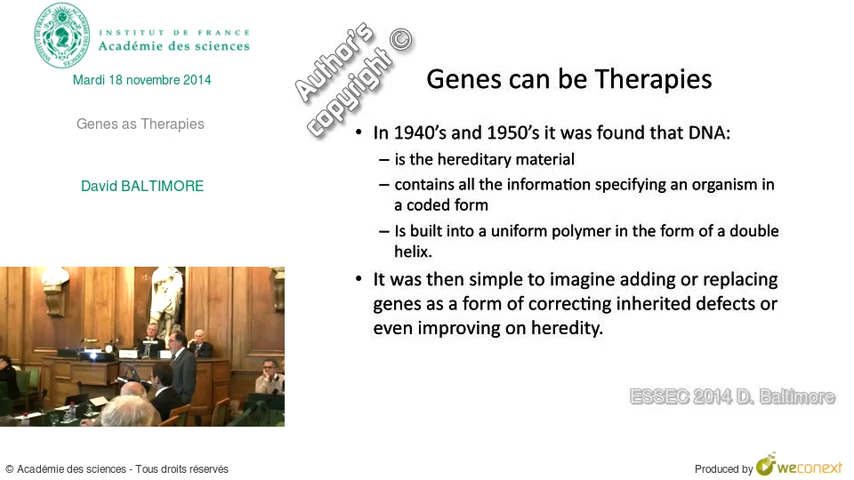 INSTITUT DE FRANCE
Académie des sciences
Mardi 18 novembre 2014
Genes as Therapies
David BALTIMORE
Author's
copyright ©
Genes can be Therapies
• In 1940's and 1950's it was found that DNA:
– is the hereditary material
– contains all the information specifying an organism in
a coded form
– Is built into a uniform polymer in the form of a double
helix.
• It was then simple to imagine adding or replacing
genes as a form of correcting inherited defects or
even improving on heredity.
ESSEC 2014 D. Baltimore
© Académie des sciences - Tous droits réservés
Produced by weconext